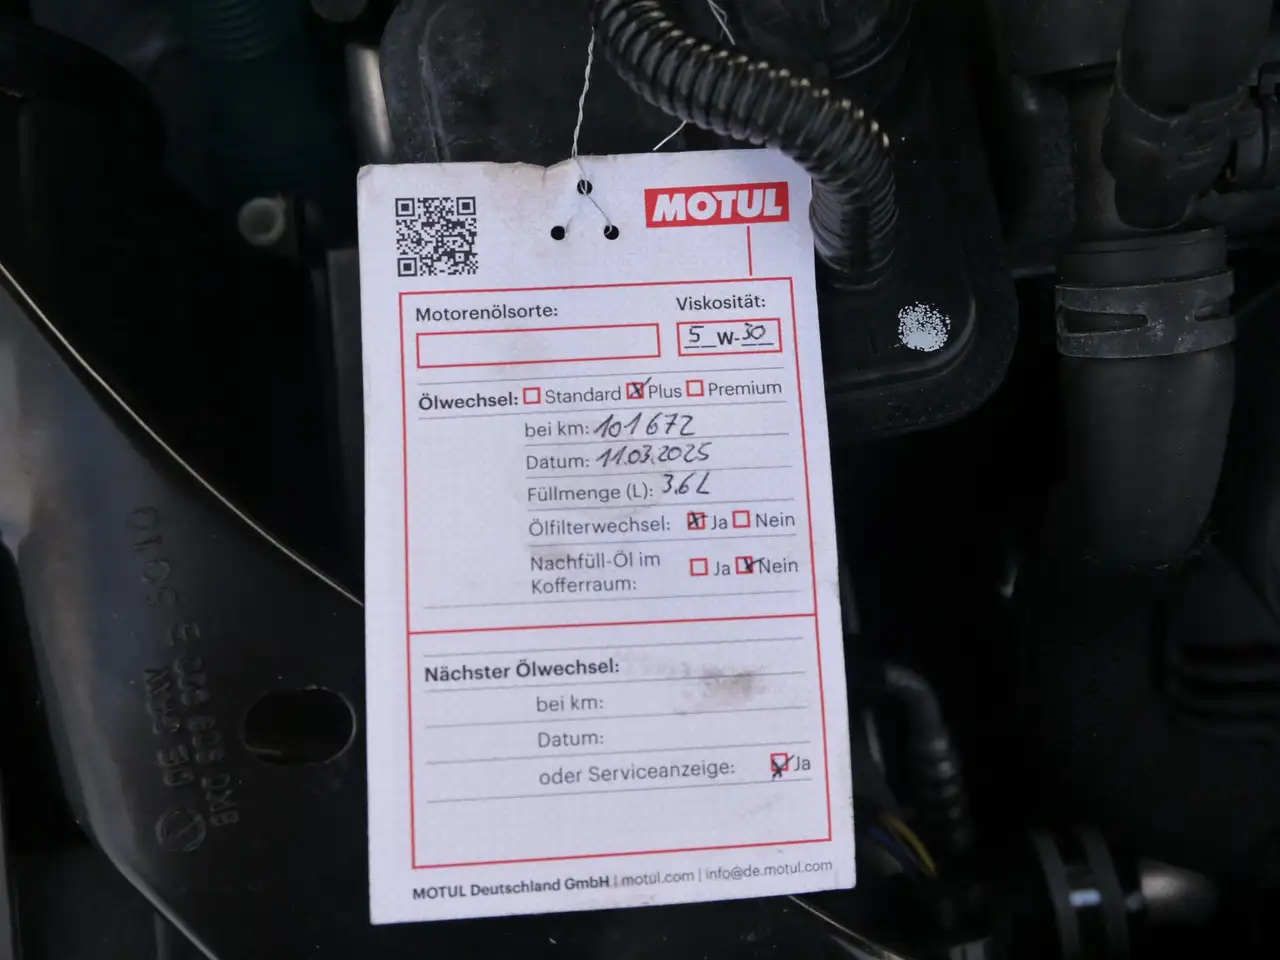 MOTUL
Motorenölsorte:
Viskosität:
5 W-30
Ölwechsel: Standard Plus Premium
bei km: 101672
Datum: 11.03.2025
Füllmenge (L): 3,6 L
Ölfilterwechsel: Ja Nein
Nachfüll-Öl im Ja Nein
Kofferraum:
Nächster Ölwechsel:
bei km:
Datum:
oder Serviceanzeige: Ja
MOTUL Deutschland GmbH | motul.com | info@de.motul.com